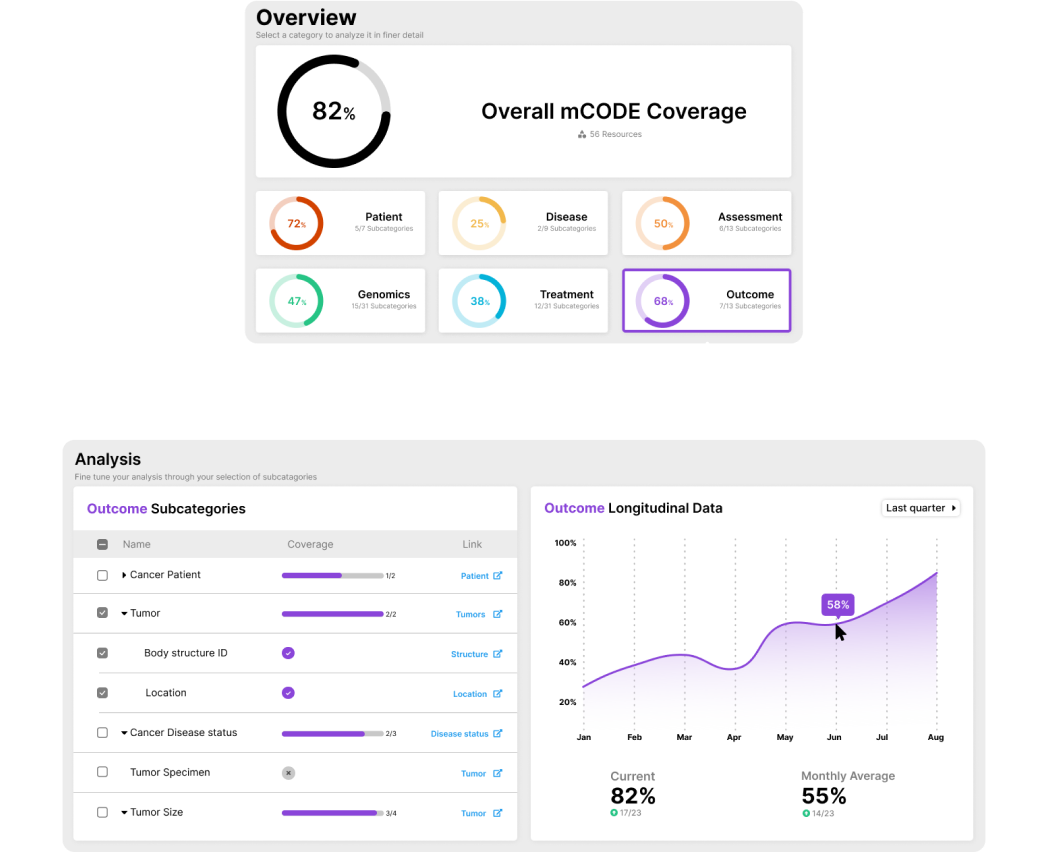 Overview
Select a category to analyze it in finer detail
82%
Overall mCODE Coverage
56 Resources
72%
Patient
5/7 Subcategories
25%
Disease
2/9 Subcategories
50%
Assessment
6/13 Subcategories
47%
Genomics
15/31 Subcategories
38%
Treatment
12/31 Subcategories
68%
Outcome
7/13 Subcategories
Analysis
Fine tune your analysis through your selection of subcatagories
Outcome Subcategories
Name Coverage Link
Cancer Patient 1/2 Patient
Tumor 2/2 Tumors
Body structure ID Structure
Location Location
Cancer Disease status 2/3 Disease status
Tumor Specimen Tumor
Tumor Size 3/4 Tumor
Outcome Longitudinal Data
Last quarter
100%
80%
60%
40%
20%
58%
Jan Feb Mar Apr May Jun Jul Aug
Current
82%
17/23
Monthly Average
55%
14/23